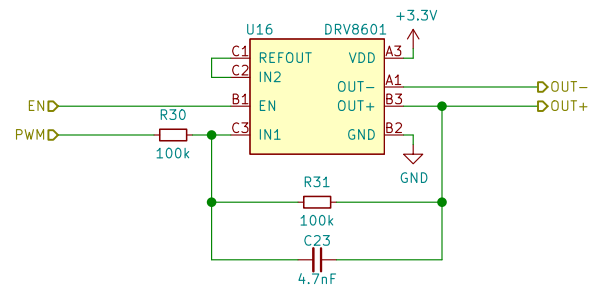 +3.3V
U16 DRV8601
C1 REFOUT VDD A3
C2 IN2
OUT- A1 OUT-
EN B1 EN OUT+ B3 OUT+
R30
PWM C3 IN1 GND B2
100k
GND
R31
100k
C23
4.7nF